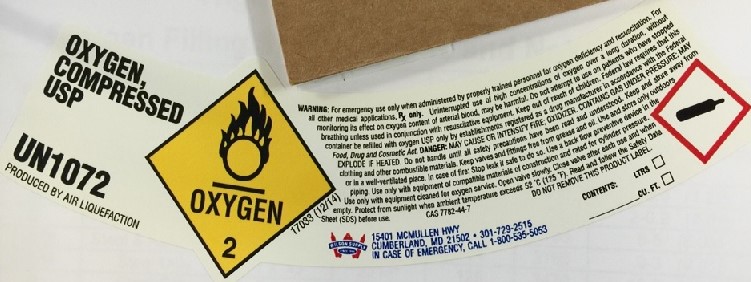 OXYGEN,
COMPRESSED
USP
UN1072
PRODUCED BY AIR LIQUEFACTION
OXYGEN
2
17033 (12/14)
WARNING: For emergency use only when administered by properly trained personnel for oxygen deficiency and resuscitation. For
all other medical applications, Rx only. Uninterrupted use of high concentrations of oxygen over a long duration, without
monitoring its effect on oxygen content of arterial blood, may be harmful. Do not attempt to use on patients who have stopped
breathing unless used in conjunction with resuscitative equipment. Keep out of reach of children. Federal law requires that this
container be refilled with oxygen USP only by establishments registered as a drug manufacturer in accordance with the Federal
Food, Drug and Cosmetic Act. DANGER: MAY CAUSE OR INTENSIFY FIRE; OXIDIZER. CONTAINS GAS UNDER PRESSURE; MAY
EXPLODE IF HEATED. Do not handle until all safety precautions have been read and understood. Keep and store away from
clothing and other combustible materials. Keep valves and fittings free from grease and oil. Use and store only outdoors
or in a well-ventilated place. In case of fire: Stop leak if safe to do so. Use a back flow preventive device in the
piping. Use only with equipment of compatible materials of construction and rated for cylinder pressure.
Use only with equipment cleaned for oxygen service. Open valve slowly. Close valve after each use and when
empty. Protect from sunlight when ambient temperature exceeds 52 °C (125 °F). Read and follow the Safety Data
Sheet (SDS) before use.
CAS 7782-44-7
DO NOT REMOVE THIS PRODUCT LABEL.
CONTENTS: LTRS
CU. FT.
15401 MCMULLEN HWY
CUMBERLAND, MD 21502 • 301-729-2515
IN CASE OF EMERGENCY, CALL 1-800-535-5053